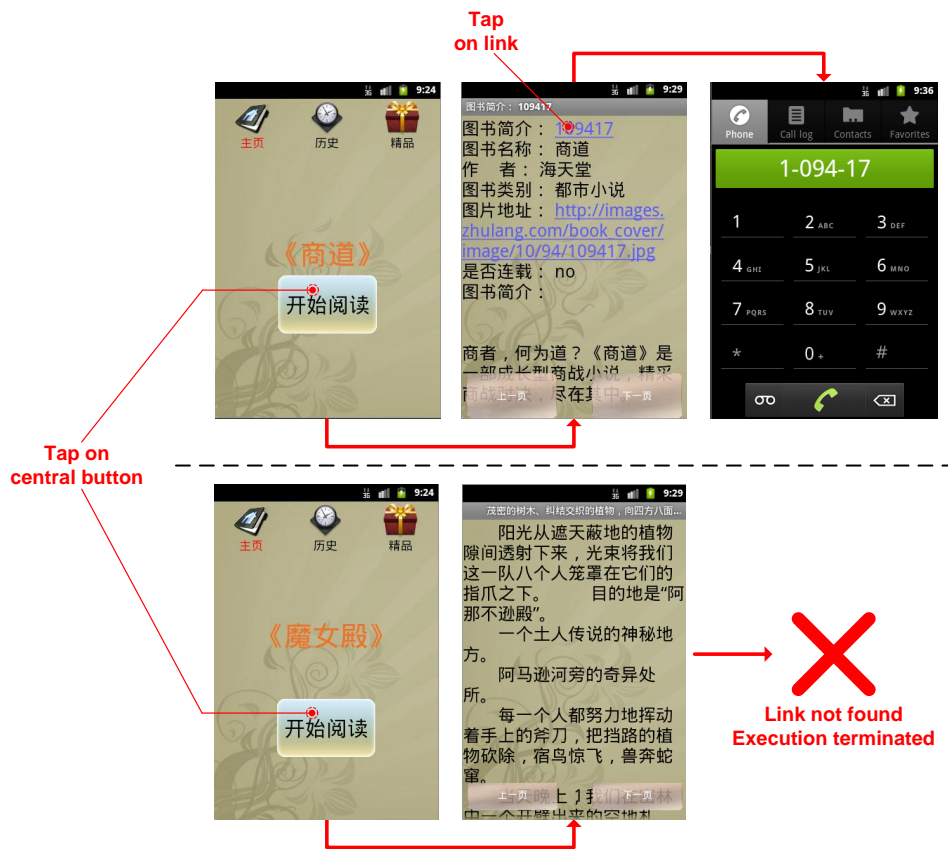 Tap
on link
9:24
主页
历史
精品
《商道》
开始阅读
9:29
图书简介： 109417
图书简介： 109417
图书名称： 商道
作 者： 海天堂
图书类别： 都市小说
图片地址： http://images.
zhulang.com/book_cover/
image/10/94/109417.jpg
是否连载： no
图书简介：
商者，何为道？《商道》是
一部成长型商战小说，精采
商战对决，尽在其中。
上一页
下一页
3G
9:36
Phone
Call log
Contacts
Favorites
1-094-17
1
2 ABC
3 DEF
4 GHI
5 JKL
6 MNO
7 PQRS
8 TUV
9 WXYZ
*
0 +
#
Tap on
central button
9:24
主页
历史
精品
《魔女殿》
开始阅读
9:29
茂密的树木、纠结交织的植物，向四方八面...
阳光从遮天蔽地的植物
隙间透射下来，光束将我们
这一队八个人笼罩在它们的
指爪之下。 目的地是“阿
那不逊殿”。
一个土人传说的神秘地
方。
阿马逊河旁的奇异处
所。
每一个人都努力地挥动
着手上的斧刀，把挡路的植
物砍除，宿鸟惊飞，兽奔蛇
窜。
晚上，我们在
上一页
下一页
Link not found
Execution terminated